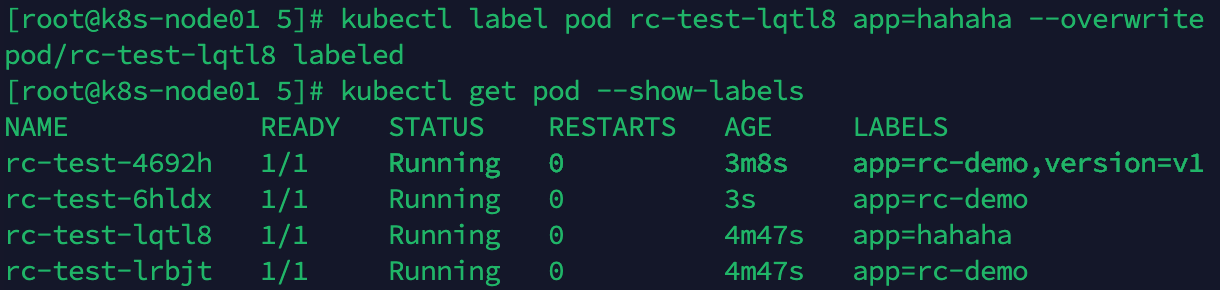 [root@k8s-node01 5]# kubectl label pod rc-test-lqtl8 app=hahaha --overwrite
pod/rc-test-lqtl8 labeled
[root@k8s-node01 5]# kubectl get pod --show-labels
NAME READY STATUS RESTARTS AGE LABELS
rc-test-4692h 1/1 Running 0 3m8s app=rc-demo,version=v1
rc-test-6hldx 1/1 Running 0 3s app=rc-demo
rc-test-lqtl8 1/1 Running 0 4m47s app=hahaha
rc-test-lrbjt 1/1 Running 0 4m47s app=rc-demo